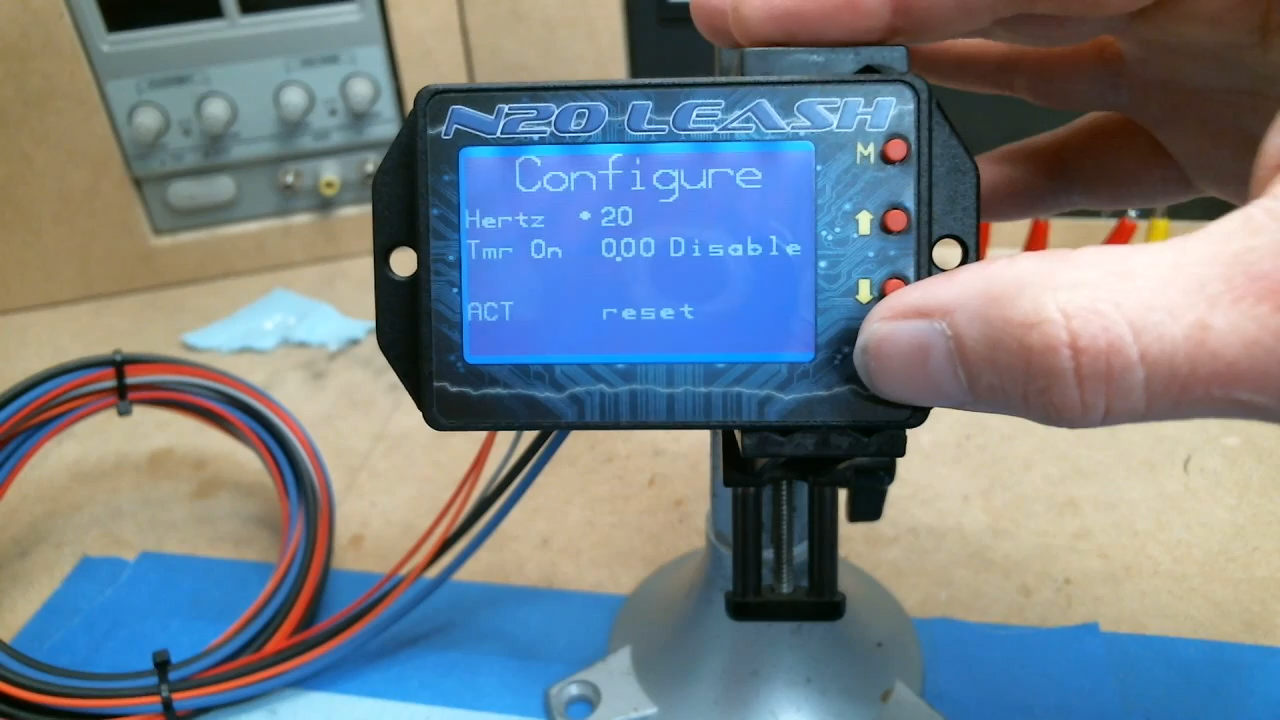 N2O LEASH
Configure
Hertz • 20
Tmr On 0.00 Disable
ACT reset
M